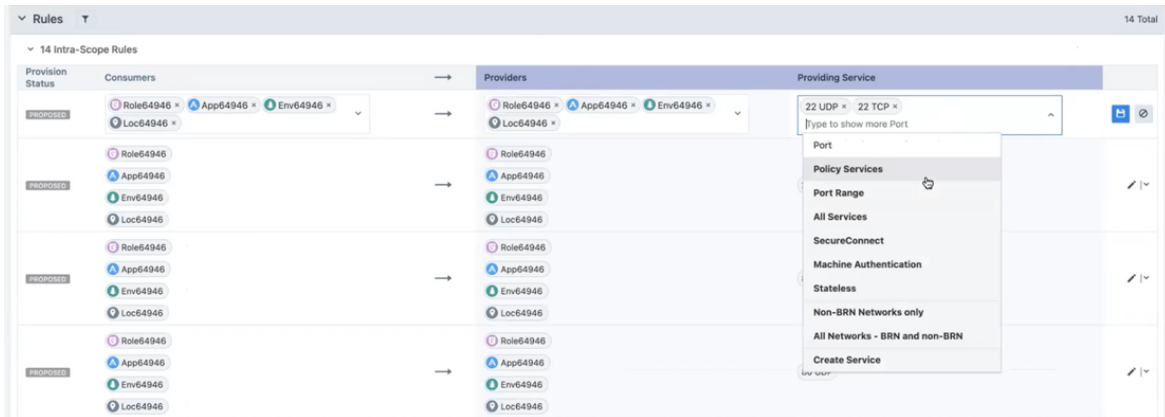 Rules
14 Total
14 Intra-Scope Rules
Provision Status
Consumers
Providers
Providing Service
PROPOSED
Role64946 × App64946 × Env64946 ×
Loc64946 ×
Role64946 × App64946 × Env64946 ×
Loc64946 ×
22 UDP × 22 TCP ×
Type to show more Port
Port
Policy Services
Port Range
All Services
SecureConnect
Machine Authentication
Stateless
Non-BRN Networks only
All Networks - BRN and non-BRN
Create Service
PROPOSED
Role64946
App64946
Env64946
Loc64946
Role64946
App64946
Env64946
Loc64946
PROPOSED
Role64946
App64946
Env64946
Loc64946
Role64946
App64946
Env64946
Loc64946
PROPOSED
Role64946
App64946
Env64946
Loc64946
Role64946
App64946
Env64946
Loc64946